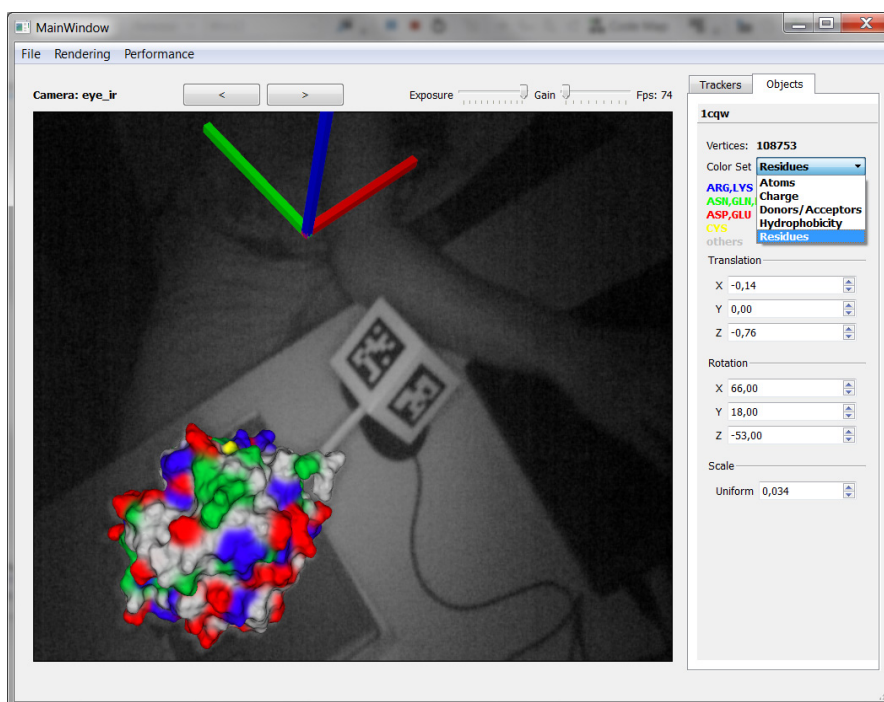 MainWindow
Code Map
File Rendering Performance
Camera: eye_ir < > Exposure Gain Fps: 74
Trackers Objects
1cqw
Vertices: 108753
Color Set Residues
ARG,LYS
ASN,GLN,
ASP,GLU
CYS
others
Atoms
Charge
Donors/Acceptors
Hydrophobicity
Residues
Translation
X -0,14
Y 0,00
Z -0,76
Rotation
X 66,00
Y 18,00
Z -53,00
Scale
Uniform 0,034